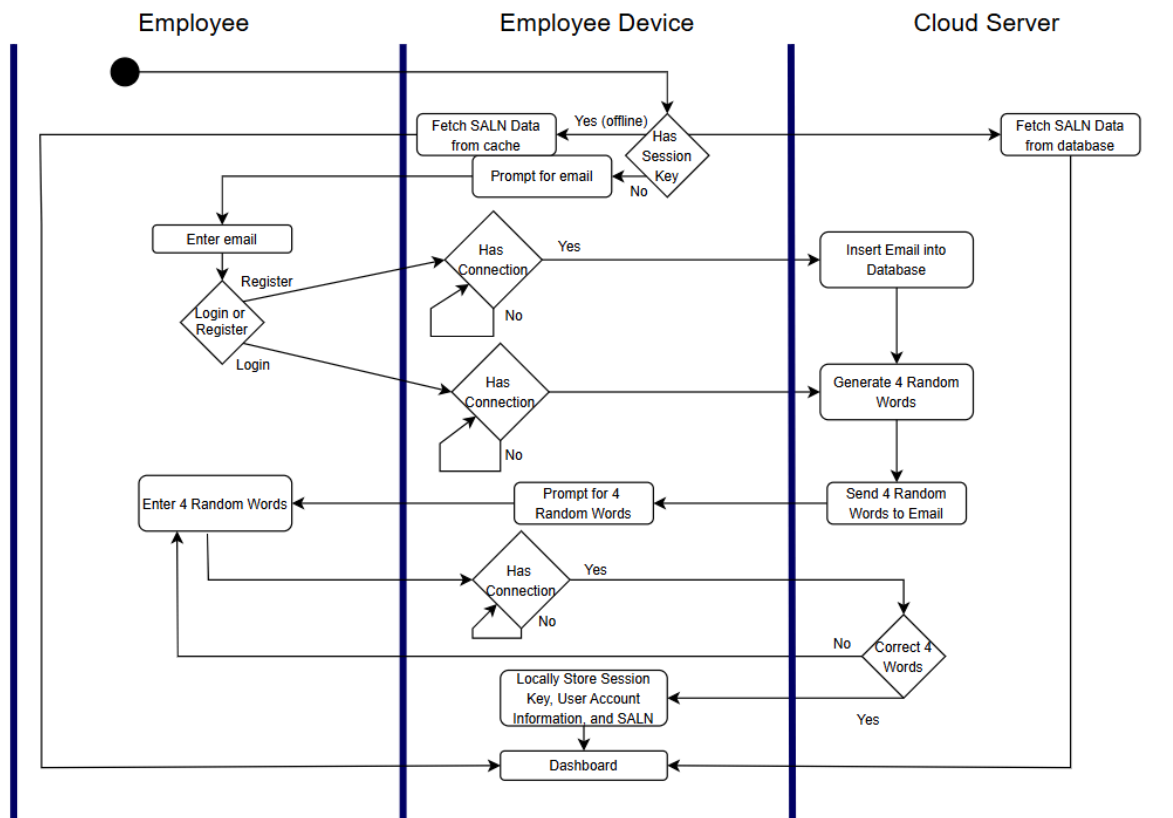 Employee
Employee Device
Cloud Server
Fetch SALN Data
from cache
Yes (offline)
Has
Session
Key
Fetch SALN Data
from database
Prompt for email
No
Enter email
Has
Connection
Yes
Insert Email into
Database
Register
Login or
Register
No
Login
Has
Connection
Generate 4 Random
Words
No
Enter 4 Random Words
Prompt for 4
Random Words
Send 4 Random
Words to Email
Has
Connection
Yes
No
No
Correct 4
Words
Locally Store Session
Key, User Account
Information, and SALN
Yes
Dashboard